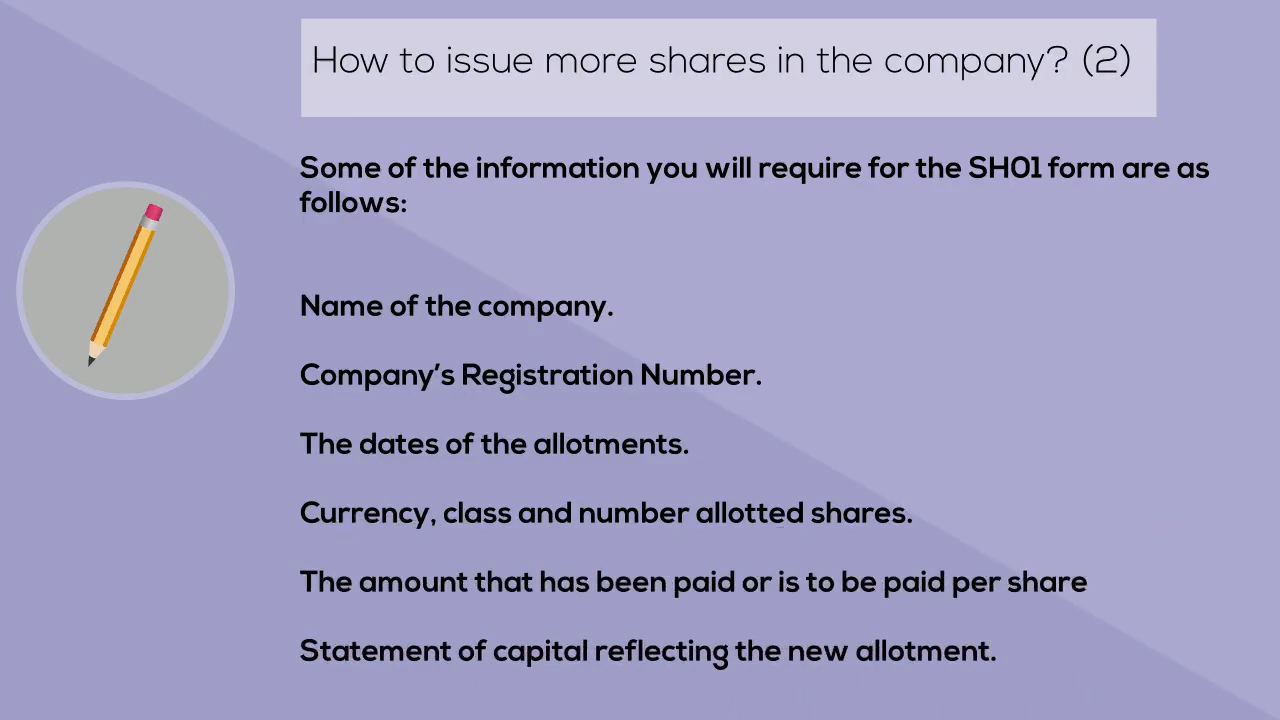 How to issue more shares in the company? (2)
Some of the information you will require for the SH01 form are as
follows:
Name of the company.
Company's Registration Number.
The dates of the allotments.
Currency, class and number allotted shares.
The amount that has been paid or is to be paid per share
Statement of capital reflecting the new allotment.